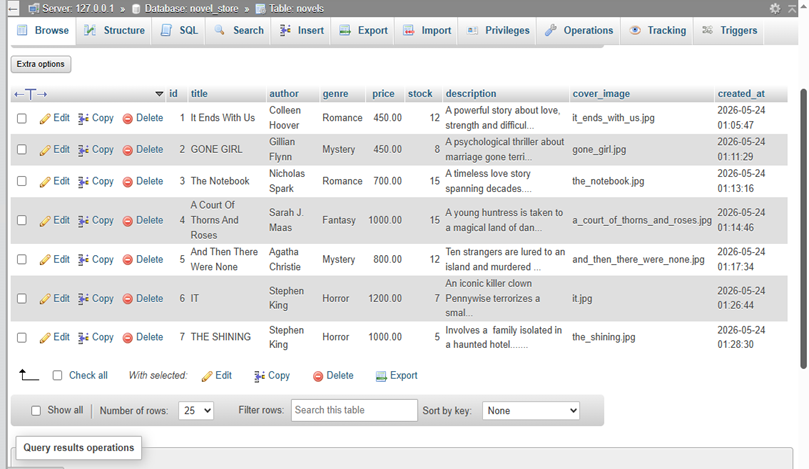 Server: 127.0.0.1 » Database: novel_store » Table: novels
Browse Structure SQL Search Insert Export Import Privileges Operations Tracking Triggers
Extra options
←T→ id title author genre price stock description cover_image created_at
Edit Copy Delete 1 It Ends With Us Colleen Hoover Romance 450.00 12 A powerful story about love, strength and difficul... it_ends_with_us.jpg 2026-05-24 01:05:47
Edit Copy Delete 2 GONE GIRL Gillian Flynn Mystery 450.00 8 A psychological thriller about marriage gone terri... gone_girl.jpg 2026-05-24 01:11:29
Edit Copy Delete 3 The Notebook Nicholas Spark Romance 700.00 15 A timeless love story spanning decades.... the_notebook.jpg 2026-05-24 01:13:16
Edit Copy Delete 4 A Court Of Thorns And Roses Sarah J. Maas Fantasy 1000.00 15 A young huntress is taken to a magical land of dan... a_court_of_thorns_and_roses.jpg 2026-05-24 01:14:46
Edit Copy Delete 5 And Then There Were None Agatha Christie Mystery 800.00 12 Ten strangers are lured to an island and murdered ... and_then_there_were_none.jpg 2026-05-24 01:17:34
Edit Copy Delete 6 IT Stephen King Horror 1200.00 7 An iconic killer clown Pennywise terrorizes a smal... it.jpg 2026-05-24 01:26:44
Edit Copy Delete 7 THE SHINING Stephen King Horror 1000.00 5 Involves a family isolated in a haunted hotel....... the_shining.jpg 2026-05-24 01:28:30
Check all With selected: Edit Copy Delete Export
Show all Number of rows: 25 Filter rows: Search this table Sort by key: None
Query results operations